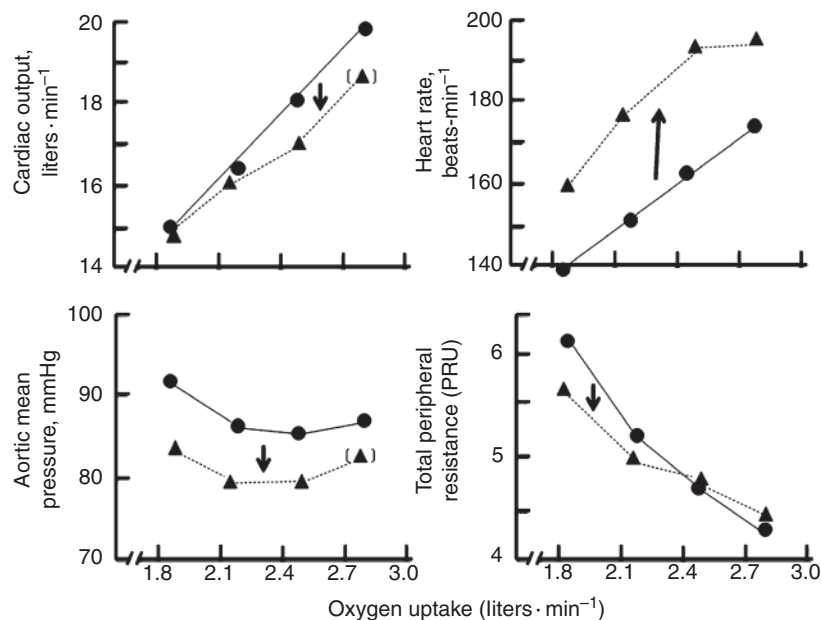 Cardiac output,
liters · min⁻¹
20
18
16
14
Heart rate,
beats-min⁻¹
200
180
160
140
Aortic mean
pressure, mmHg
100
90
80
70
1.8 2.1 2.4 2.7 3.0
Total peripheral
resistance (PRU)
6
5
4
1.8 2.1 2.4 2.7 3.0
Oxygen uptake (liters · min⁻¹)